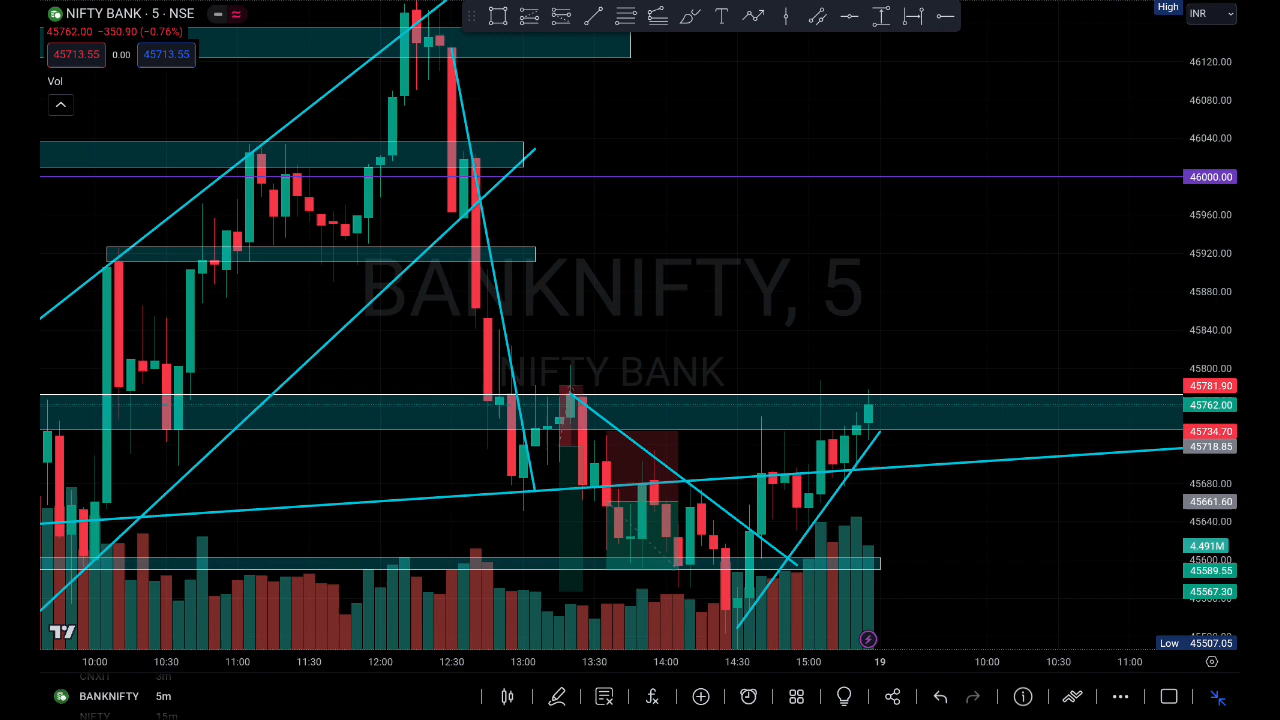 NIFTY BANK · 5 · NSE
45762.00 −350.90 (−0.76%)
45713.55 0.00 45713.55
Vol
High INR
46120.00
46080.00
46040.00
46000.00
45960.00
45920.00
45880.00
45840.00
45800.00
45781.90
45762.00
45734.70
45718.85
45680.00
45661.60
45640.00
4.491M
45600.00
45589.55
45567.30
Low 45507.05
BANKNIFTY, 5
NIFTY BANK
10:00 10:30 11:00 11:30 12:00 12:30 13:00 13:30 14:00 14:30 15:00 19 10:00 10:30 11:00
CNXIT 3m
BANKNIFTY 5m
NIFTY 15m